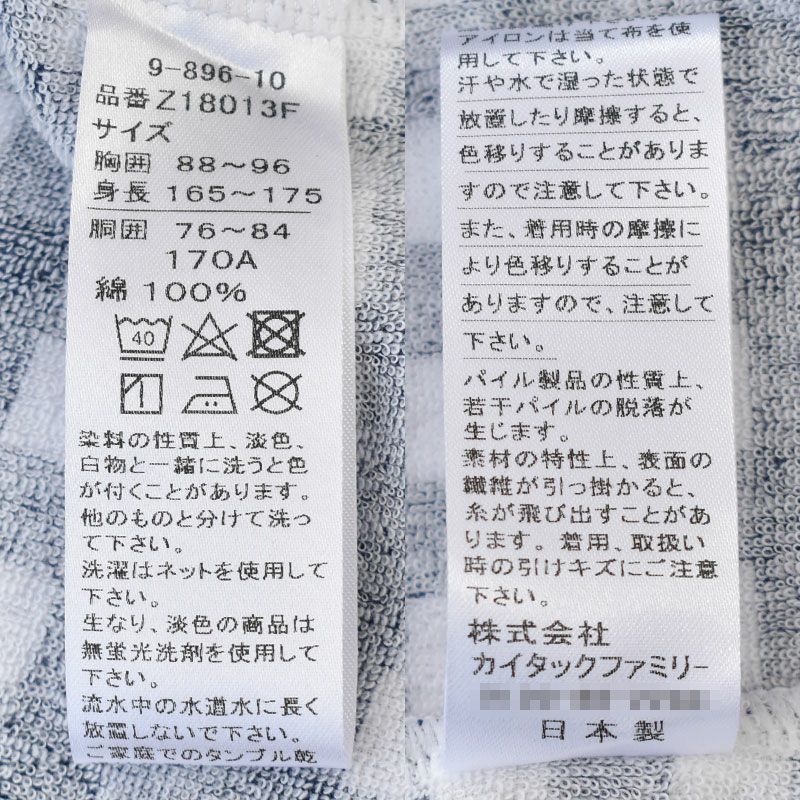 9-896-10
品番Z18013F
サイズ
胸囲 88～96
身長 165～175
胴囲 76～84
170A
綿 100%
40
染料の性質上、淡色、
白物と一緒に洗うと色
が付くことがあります。
他のものと分けて洗っ
て下さい。
洗濯はネットを使用して
下さい。
生なり、淡色の商品は
無蛍光洗剤を使用して
下さい。
流水中の水道水に長く
放置しないで下さい。
ご家庭でのタンブル乾
アイロンは当て布を使
用して下さい。
汗や水で湿った状態で
放置したり摩擦すると、
色移りすることがありま
すので注意して下さい。
また、着用時の摩擦に
より色移りすることが
ありますので、注意して
下さい。
パイル製品の性質上、
若干パイルの脱落が
生じます。
素材の特性上、表面の
繊維が引っ掛かると、
糸が飛び出すことがあ
ります。着用、取扱い
時の引けキズにご注意
下さい。
株式会社
カイタックファミリー
日本製